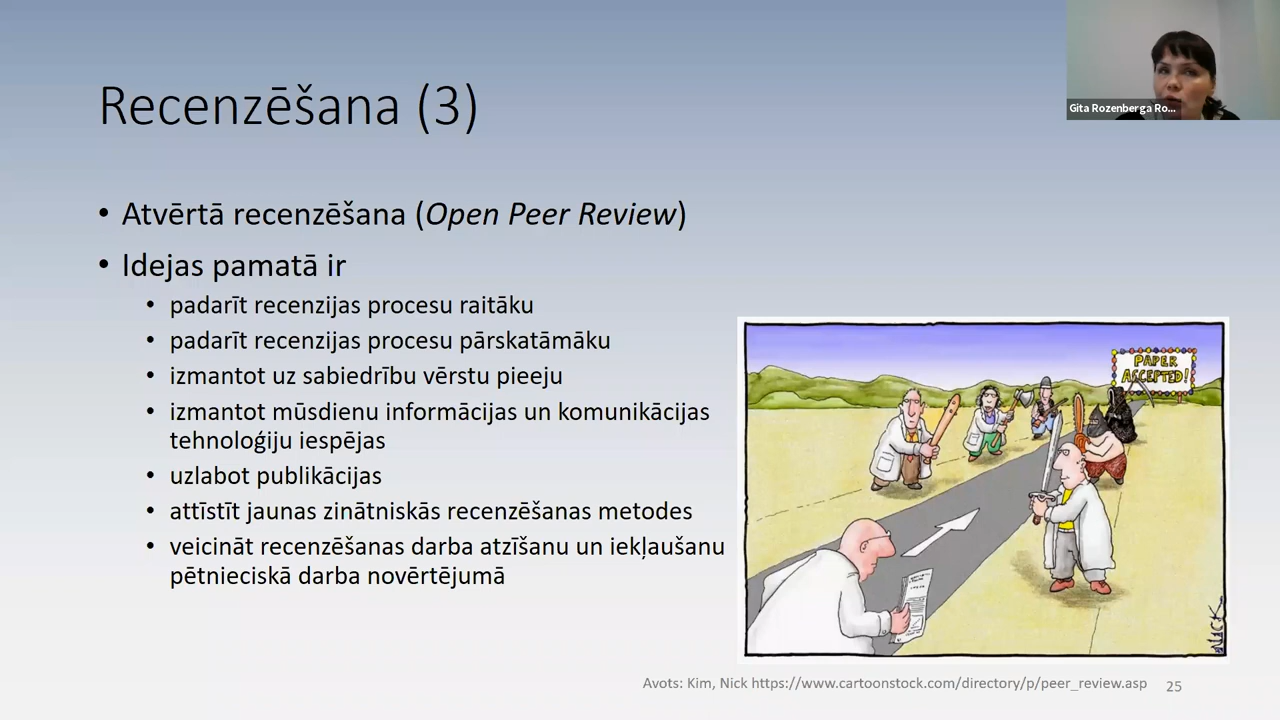 Gita Rozenberga Ro...
Recenzēšana (3)
• Atvērtā recenzēšana (Open Peer Review)
• Idejas pamatā ir
• padarīt recenzijas procesu raitāku
• padarīt recenzijas procesu pārskatāmāku
• izmantot uz sabiedrību vērstu pieeju
• izmantot mūsdienu informācijas un komunikācijas
tehnoloģiju iespējas
• uzlabot publikācijas
• attīstīt jaunas zinātniskās recenzēšanas metodes
• veicināt recenzēšanas darba atzīšanu un iekļaušanu
pētnieciskā darba novērtējumā
PAPER
ACCEPTED!
NICK
Avots: Kim, Nick https://www.cartoonstock.com/directory/p/peer_review.asp
25